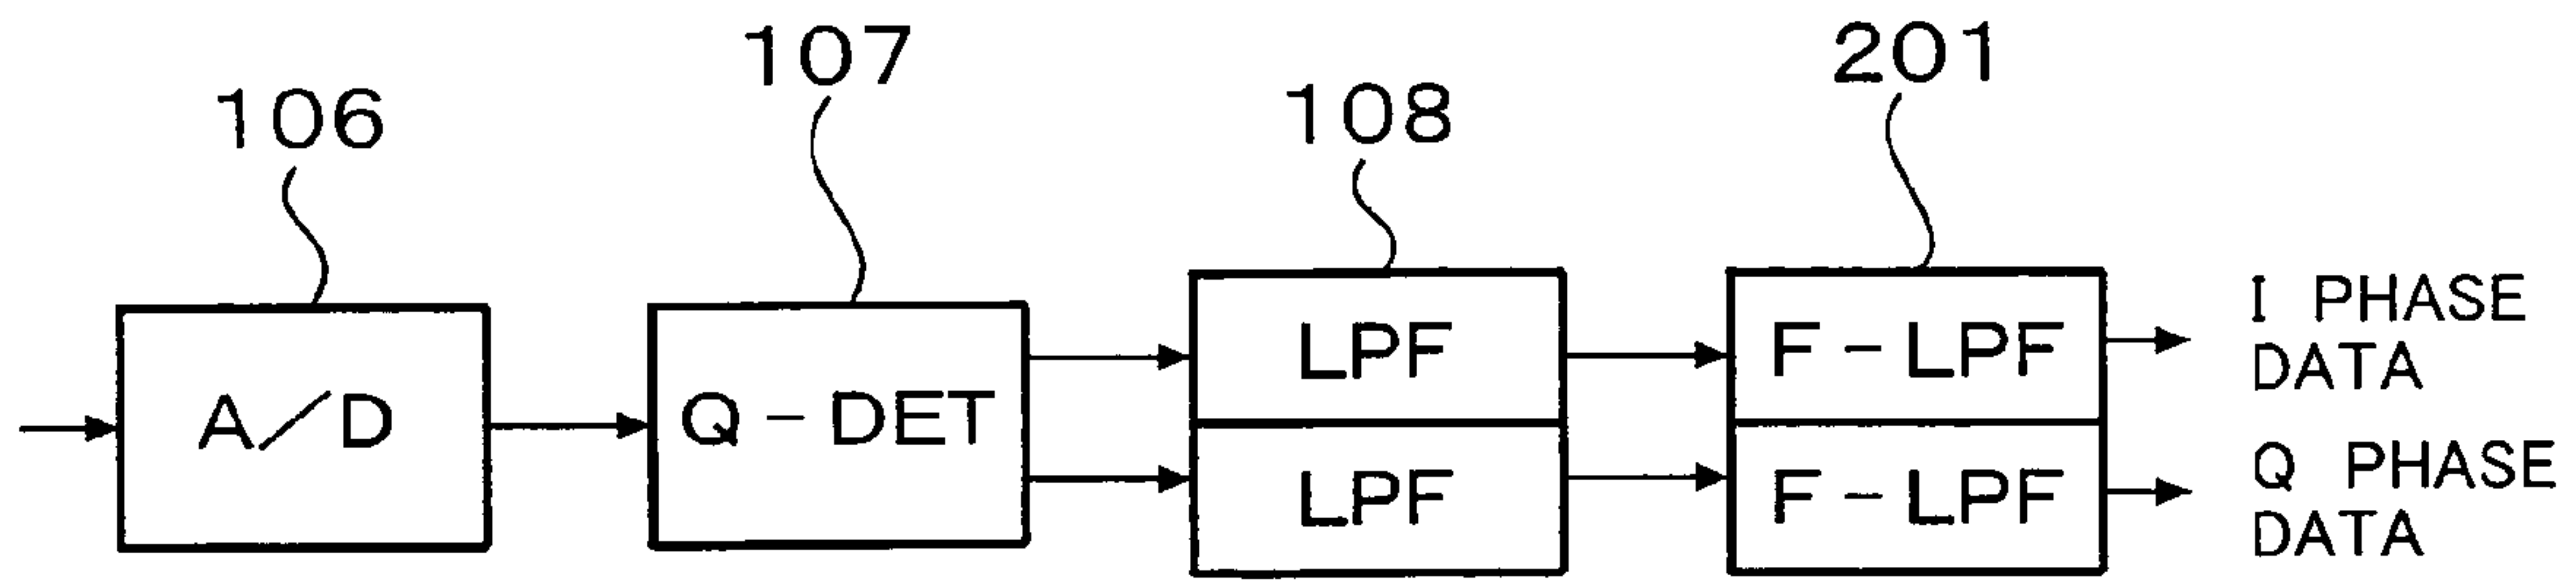 106
107
108
201
A/D
Q-DET
LPF
LPF
F-LPF
F-LPF
I PHASE
DATA
Q PHASE
DATA